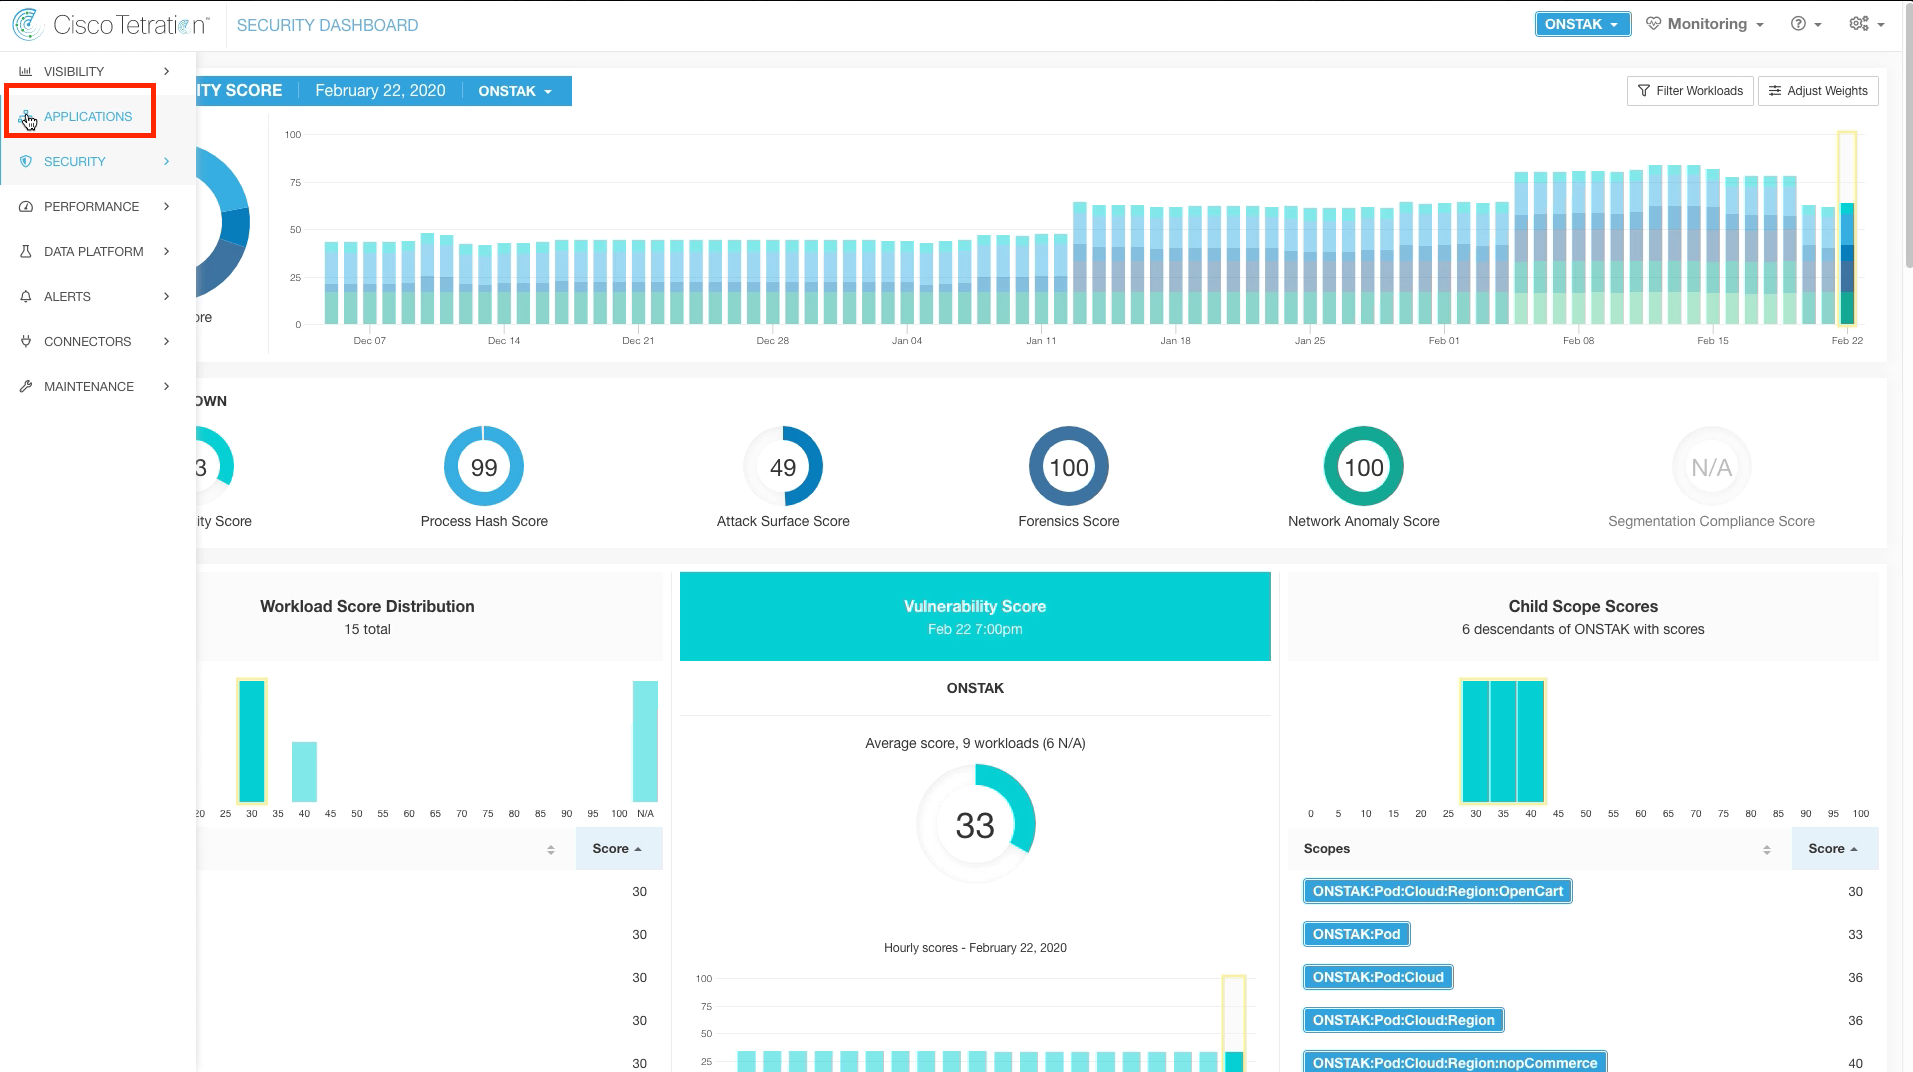 Cisco Tetration™
SECURITY DASHBOARD
ONSTAK
Monitoring
VISIBILITY
APPLICATIONS
SECURITY
PERFORMANCE
DATA PLATFORM
ALERTS
CONNECTORS
MAINTENANCE
ITY SCORE
February 22, 2020
ONSTAK
Filter Workloads
Adjust Weights
ore
100
75
50
25
0
Dec 07 Dec 14 Dec 21 Dec 28 Jan 04 Jan 11 Jan 18 Jan 25 Feb 01 Feb 08 Feb 15 Feb 22
OWN
3 99 49 100 100 N/A
ity Score Process Hash Score Attack Surface Score Forensics Score Network Anomaly Score Segmentation Compliance Score
Workload Score Distribution
15 total
20 25 30 35 40 45 50 55 60 65 70 75 80 85 90 95 100 N/A
Score
30
30
30
30
30
Vulnerability Score
Feb 22 7:00pm
ONSTAK
Average score, 9 workloads (6 N/A)
33
Hourly scores - February 22, 2020
100
75
50
25
Child Scope Scores
6 descendants of ONSTAK with scores
0 5 10 15 20 25 30 35 40 45 50 55 60 65 70 75 80 85 90 95 100
Scopes Score
ONSTAK:Pod:Cloud:Region:OpenCart 30
ONSTAK:Pod 33
ONSTAK:Pod:Cloud 36
ONSTAK:Pod:Cloud:Region 36
ONSTAK:Pod:Cloud:Region:nopCommerce 40